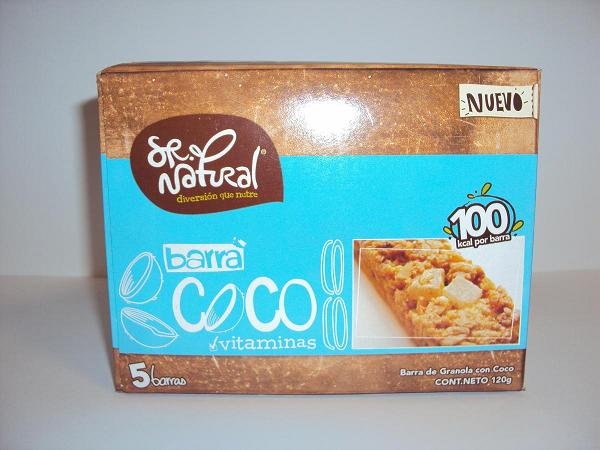 NUEVO
SR.
Natural®
diversión que nutre
100
kcal por barra
barra
COCO
vitaminas
5 barras
Barra de Granola con Coco
CONT.NETO 120g